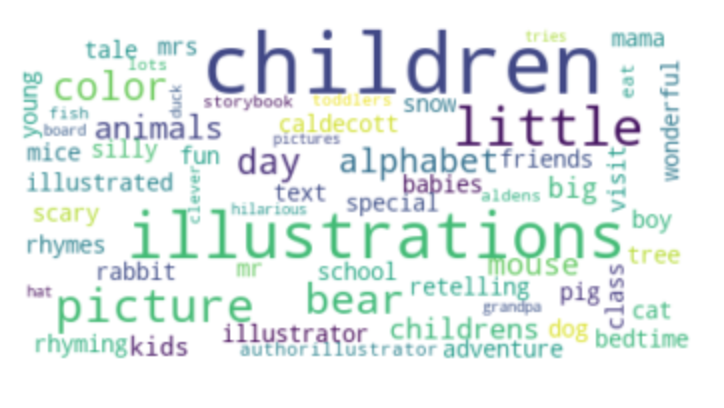 tries
children
mama
tale mrs
lots
color
young
duck
eat
wonderful
storybook toddlers snow
fish
board animals
caldecott
little
pictures
mice silly fun day alphabet friends
visit
illustrated
clever
text babies
special aldens big
scary
hilarious
illustrations
boy
rhymes
tree
rabbit mr school mouse
class
hat
picture bear retelling pig
grandpa
cat
illustrator childrens dog bedtime
rhyming kids
authorillustrator adventure